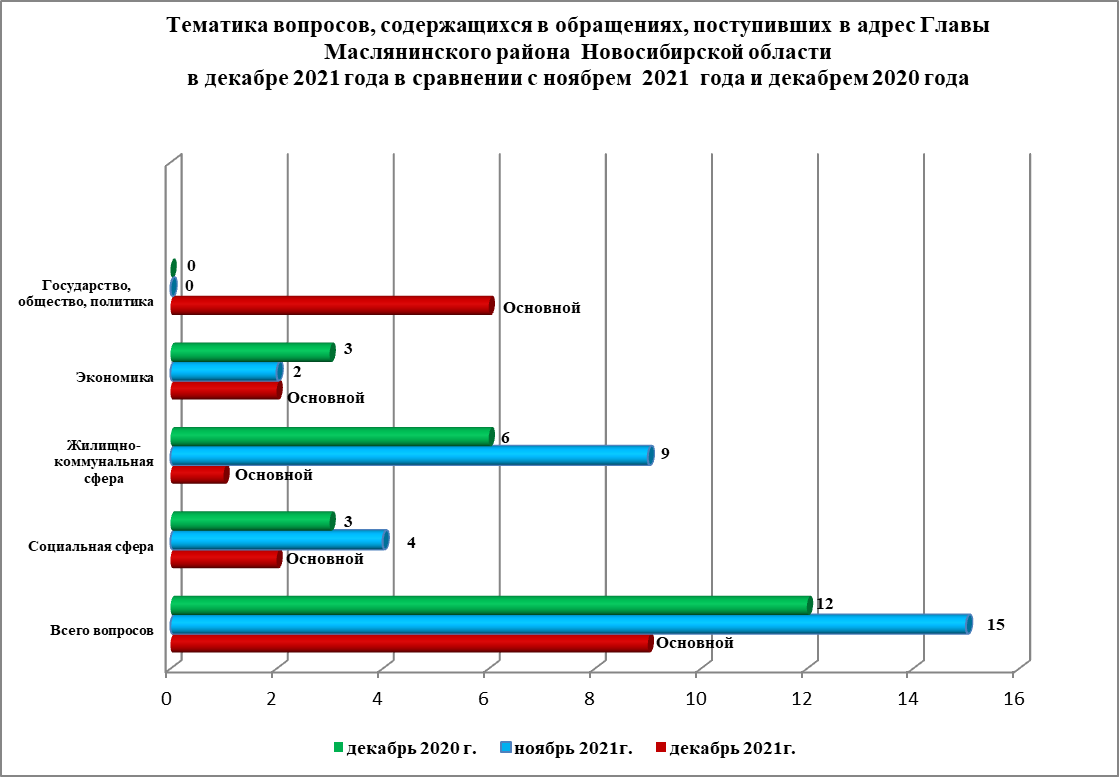 Тематика вопросов, содержащихся в обращениях, поступивших в адрес Главы
Маслянинского района Новосибирской области
в декабре 2021 года в сравнении с ноябрем 2021 года и декабрем 2020 года
0
Государство,
общество, политика
0
Основной
3
Экономика
2
Основной
6
Жилищно-
коммунальная
сфера
9
Основной
3
Социальная сфера
4
Основной
12
Всего вопросов
15
Основной
0 2 4 6 8 10 12 14 16
декабрь 2020 г. ноябрь 2021г. декабрь 2021г.